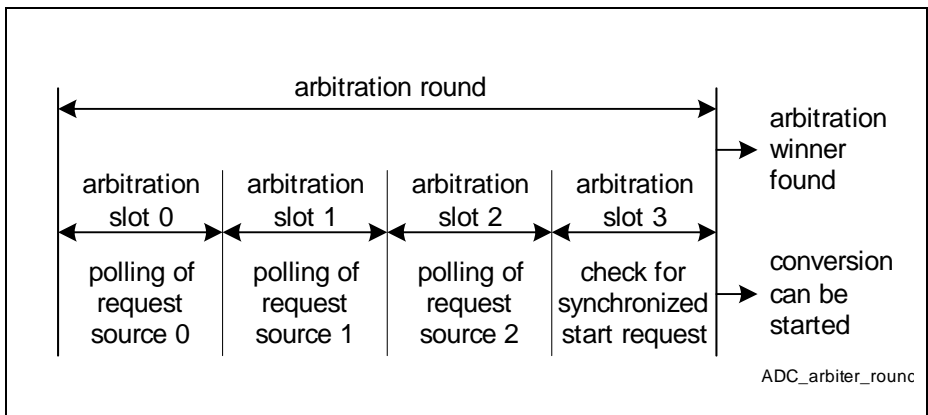 arbitration round
arbitration
winner
found
arbitration
slot 0
arbitration
slot 1
arbitration
slot 2
arbitration
slot 3
polling of
request
source 0
polling of
request
source 1
polling of
request
source 2
check for
synchronized
start request
conversion
can be
started
ADC_arbiter_round